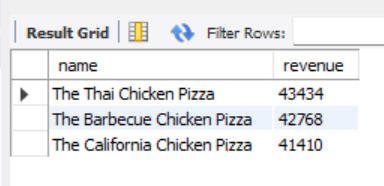 Result Grid Filter Rows:
name revenue
The Thai Chicken Pizza 43434
The Barbecue Chicken Pizza 42768
The California Chicken Pizza 41410